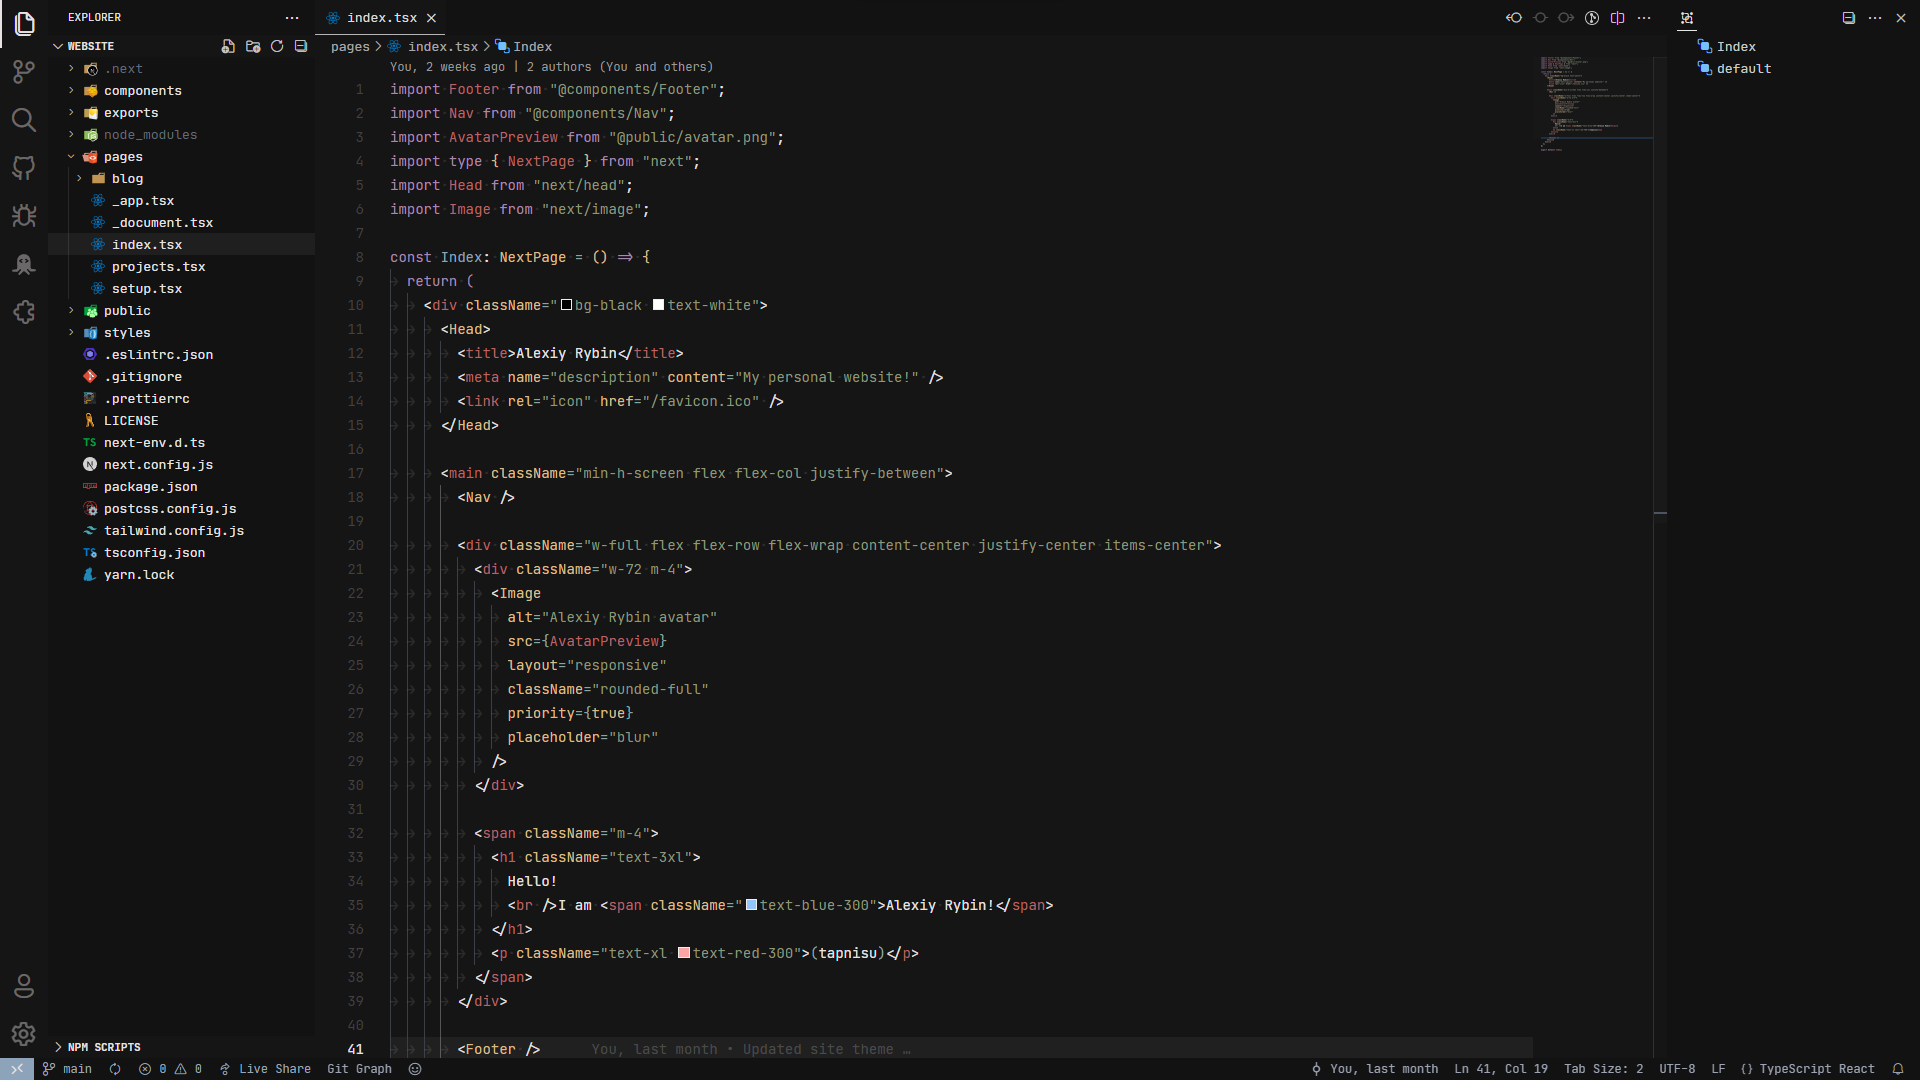 EXPLORER
WEBSITE
.next
components
exports
node_modules
pages
blog
_app.tsx
_document.tsx
index.tsx
projects.tsx
setup.tsx
public
styles
.eslintrc.json
.gitignore
.prettierrc
LICENSE
next-env.d.ts
next.config.js
package.json
postcss.config.js
tailwind.config.js
tsconfig.json
yarn.lock
NPM SCRIPTS
index.tsx
pages > index.tsx > Index
You, 2 weeks ago | 2 authors (You and others)
1 import Footer from "@components/Footer";
2 import Nav from "@components/Nav";
3 import AvatarPreview from "@public/avatar.png";
4 import type { NextPage } from "next";
5 import Head from "next/head";
6 import Image from "next/image";
7
8 const Index: NextPage = () => {
9 return (
10 <div className="bg-black text-white">
11 <Head>
12 <title>Alexiy Rybin</title>
13 <meta name="description" content="My personal website!" />
14 <link rel="icon" href="/favicon.ico" />
15 </Head>
16
17 <main className="min-h-screen flex flex-col justify-between">
18 <Nav />
19
20 <div className="w-full flex flex-row flex-wrap content-center justify-center items-center">
21 <div className="w-72 m-4">
22 <Image
23 alt="Alexiy Rybin avatar"
24 src={AvatarPreview}
25 layout="responsive"
26 className="rounded-full"
27 priority={true}
28 placeholder="blur"
29 />
30 </div>
31
32 <span className="m-4">
33 <h1 className="text-3xl">
34 Hello!
35 <br />I am <span className="text-blue-300">Alexiy Rybin!</span>
36 </h1>
37 <p className="text-xl text-red-300">(tapnisu)</p>
38 </span>
39 </div>
40
41 <Footer /> You, last month • Updated site theme …
Index
default
main 0 0 Live Share Git Graph
You, last month Ln 41, Col 19 Tab Size: 2 UTF-8 LF {} TypeScript React